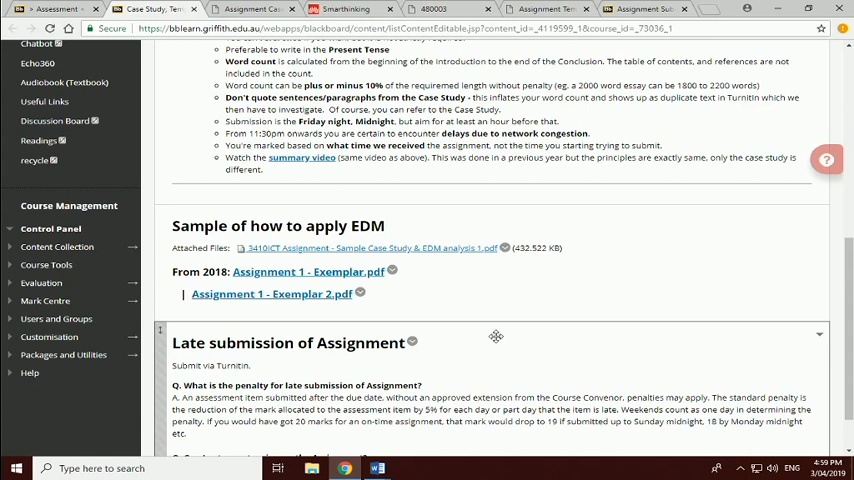 > Assessment
Case Study, Tem
Assignment Cas
Smarthinking
480003
Assignment Tem
Assignment Sub
Secure
https://bblearn.griffith.edu.au/webapps/blackboard/content/listContentEditable.jsp?content_id=_4119599_1&course_id=_73036_1
Chatbot
Echo360
Audiobook (Textbook)
Useful Links
Discussion Board
Readings
recycle
Course Management
Control Panel
Content Collection
Course Tools
Evaluation
Mark Centre
Users and Groups
Customisation
Packages and Utilities
Help
Preferable to write in the Present Tense
Word count is calculated from the beginning of the introduction to the end of the Conclusion. The table of contents, and references are not
included in the count.
Word count can be plus or minus 10% of the requiremed length without penalty (eg. a 2000 word essay can be 1800 to 2200 words)
Don't quote sentences/paragraphs from the Case Study - this inflates your word count and shows up as duplicate text in Turnitin which we
then have to investigate. Of course, you can refer to the Case Study.
Submission is the Friday night, Midnight, but aim for at least an hour before that.
From 11:30pm onwards you are certain to encounter delays due to network congestion.
You're marked based on what time we received the assignment, not the time you starting trying to submit.
Watch the summary video (same video as above). This was done in a previous year but the principles are exactly same, only the case study is
different.
Sample of how to apply EDM
Attached Files: 3410ICT Assignment - Sample Case Study & EDM analysis 1.pdf (432.522 KB)
From 2018: Assignment 1 - Exemplar.pdf
| Assignment 1 - Exemplar 2.pdf
Late submission of Assignment
Submit via Turnitin.
Q. What is the penalty for late submission of Assignment?
A. An assessment item submitted after the due date, without an approved extension from the Course Convenor, penalties may apply. The standard penalty is
the reduction of the mark allocated to the assessment item by 5% for each day or part day that the item is late. Weekends count as one day in determining the
penalty. If you would have got 20 marks for an on-time assignment, that mark would drop to 19 if submitted up to Sunday midnight, 18 by Monday midnight
etc.
Type here to search
ENG
4:59 PM
3/04/2019